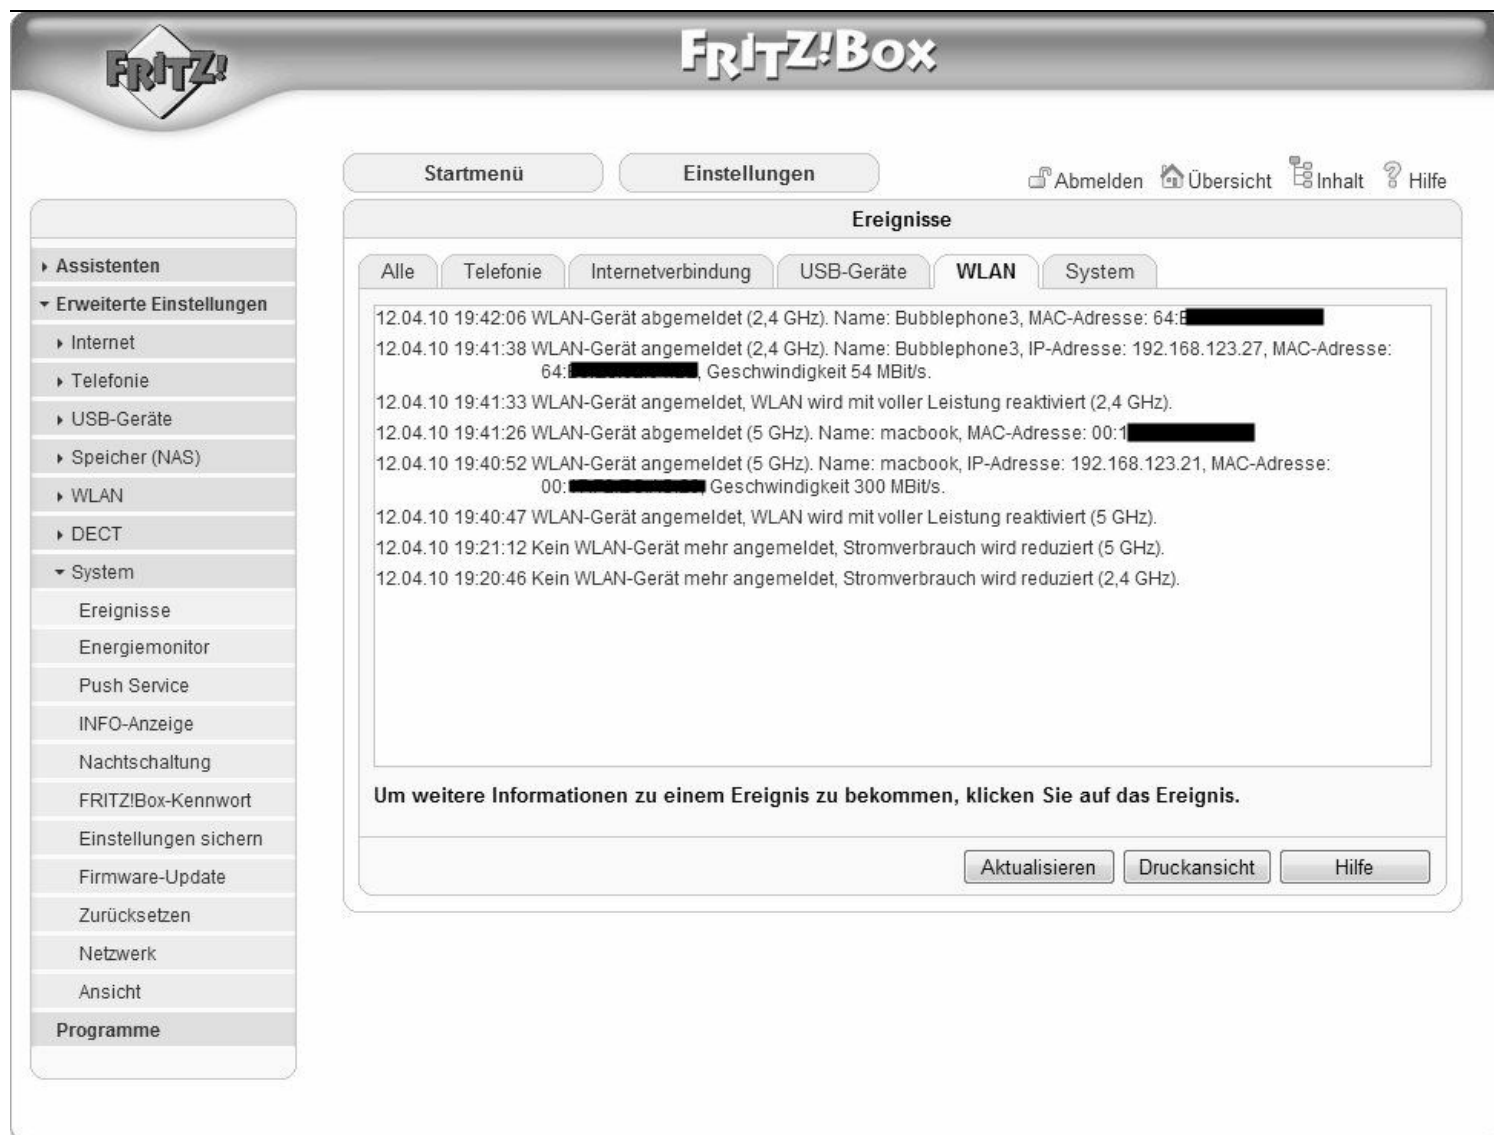 FRITZ!
FRITZ!Box
Startmenü
Einstellungen
Abmelden
Übersicht
Inhalt
Hilfe
Assistenten
Erweiterte Einstellungen
Internet
Telefonie
USB-Geräte
Speicher (NAS)
WLAN
DECT
System
Ereignisse
Energiemonitor
Push Service
INFO-Anzeige
Nachtschaltung
FRITZ!Box-Kennwort
Einstellungen sichern
Firmware-Update
Zurücksetzen
Netzwerk
Ansicht
Programme
Ereignisse
Alle
Telefonie
Internetverbindung
USB-Geräte
WLAN
System
12.04.10 19:42:06 WLAN-Gerät abgemeldet (2,4 GHz). Name: Bubblephone3, MAC-Adresse: 64:
12.04.10 19:41:38 WLAN-Gerät angemeldet (2,4 GHz). Name: Bubblephone3, IP-Adresse: 192.168.123.27, MAC-Adresse:
64: , Geschwindigkeit 54 MBit/s.
12.04.10 19:41:33 WLAN-Gerät angemeldet, WLAN wird mit voller Leistung reaktiviert (2,4 GHz).
12.04.10 19:41:26 WLAN-Gerät abgemeldet (5 GHz). Name: macbook, MAC-Adresse: 00:1
12.04.10 19:40:52 WLAN-Gerät angemeldet (5 GHz). Name: macbook, IP-Adresse: 192.168.123.21, MAC-Adresse:
00: Geschwindigkeit 300 MBit/s.
12.04.10 19:40:47 WLAN-Gerät angemeldet, WLAN wird mit voller Leistung reaktiviert (5 GHz).
12.04.10 19:21:12 Kein WLAN-Gerät mehr angemeldet, Stromverbrauch wird reduziert (5 GHz).
12.04.10 19:20:46 Kein WLAN-Gerät mehr angemeldet, Stromverbrauch wird reduziert (2,4 GHz).
Um weitere Informationen zu einem Ereignis zu bekommen, klicken Sie auf das Ereignis.
Aktualisieren
Druckansicht
Hilfe